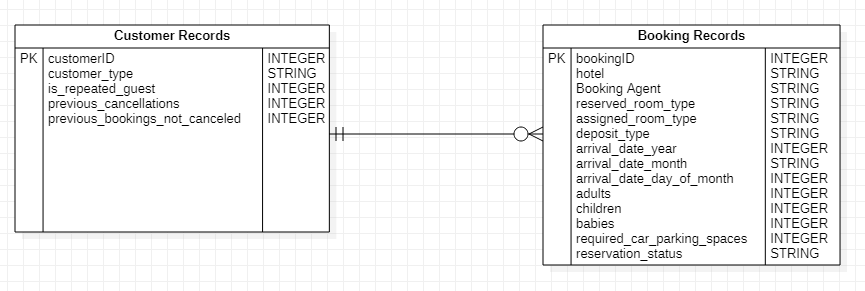 Customer Records
PK customerID INTEGER
customer_type STRING
is_repeated_guest INTEGER
previous_cancellations INTEGER
previous_bookings_not_canceled INTEGER
Booking Records
PK bookingID INTEGER
hotel STRING
Booking Agent STRING
reserved_room_type STRING
assigned_room_type STRING
deposit_type STRING
arrival_date_year INTEGER
arrival_date_month STRING
arrival_date_day_of_month INTEGER
adults INTEGER
children INTEGER
babies INTEGER
required_car_parking_spaces INTEGER
reservation_status STRING